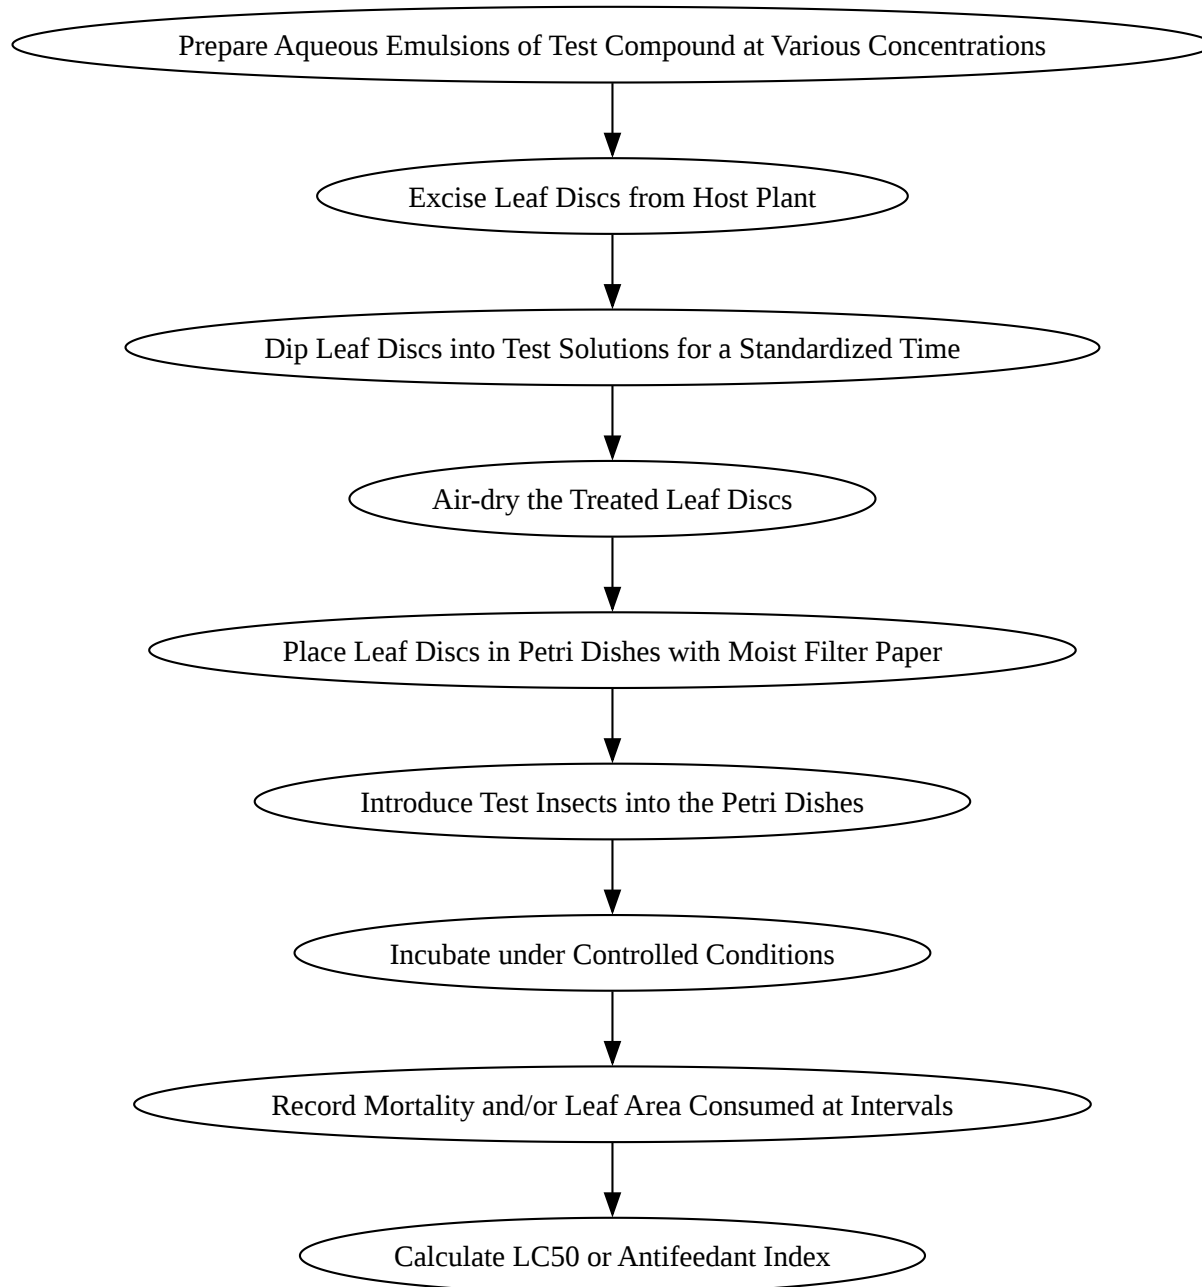 Prepare Aqueous Emulsions of Test Compound at Various Concentrations
Excise Leaf Discs from Host Plant
Dip Leaf Discs into Test Solutions for a Standardized Time
Air-dry the Treated Leaf Discs
Place Leaf Discs in Petri Dishes with Moist Filter Paper
Introduce Test Insects into the Petri Dishes
Incubate under Controlled Conditions
Record Mortality and/or Leaf Area Consumed at Intervals
Calculate LC50 or Antifeedant Index